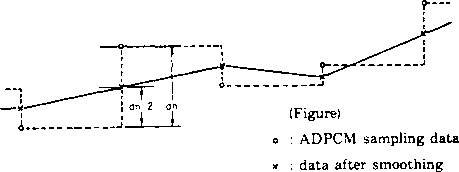 dn 2 dn
(Figure)
o : ADPCM sampling data
× : data after smoothing